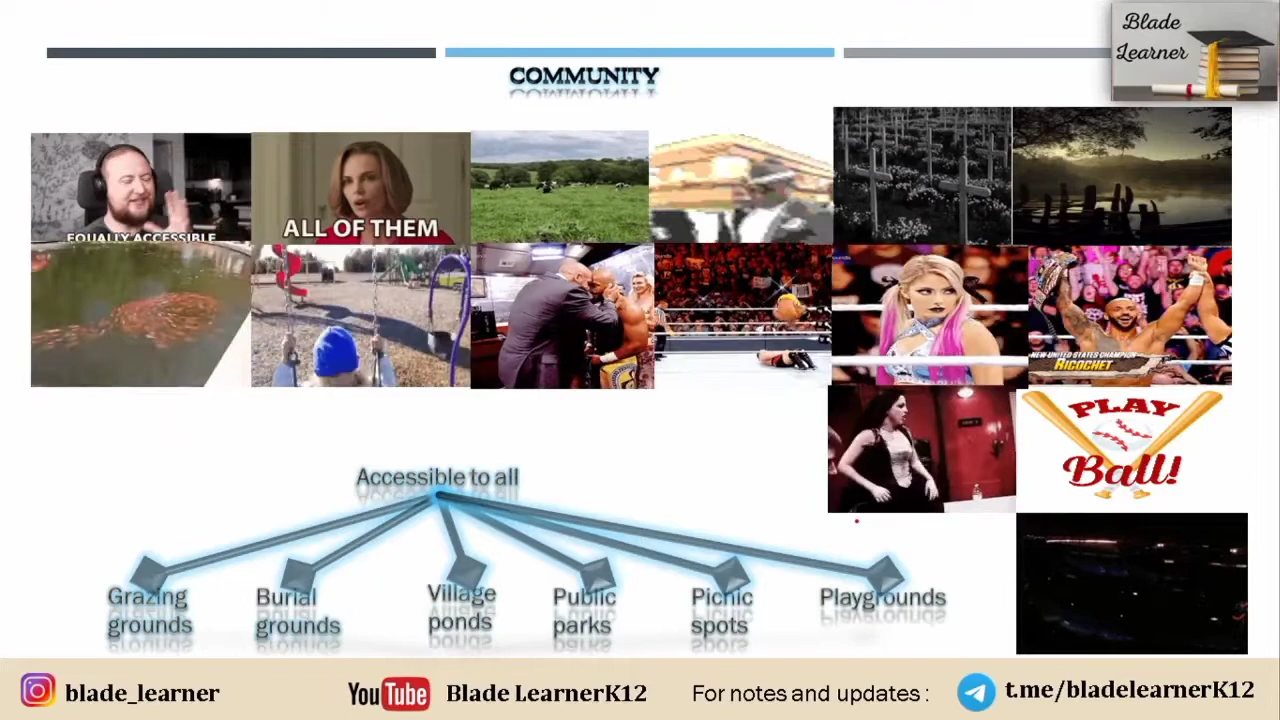 Blade
Learner
COMMUNITY
EQUALLY ACCESSIBLE
ALL OF THEM
NEW UNITED STATES CHAMPION
RICOCHET
PLAY
Ball!
Accessible to all
Grazing
grounds
Burial
grounds
Village
ponds
Public
parks
Picnic
spots
Playgrounds
blade_learner
YouTube
Blade LearnerK12
For notes and updates :
t.me/bladelearnerK12